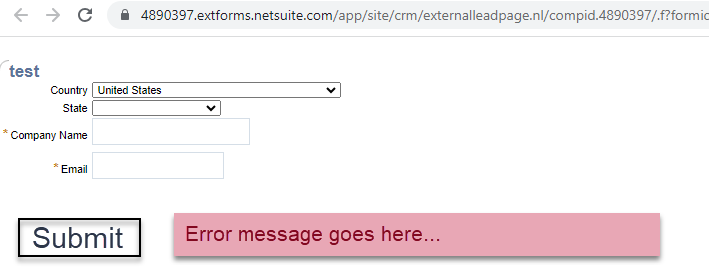 4890397.extforms.netsuite.com/app/site/crm/externalleadpage.nl/compid.4890397/.f?formid
test
Country United States
State
* Company Name
* Email
Submit Error message goes here...